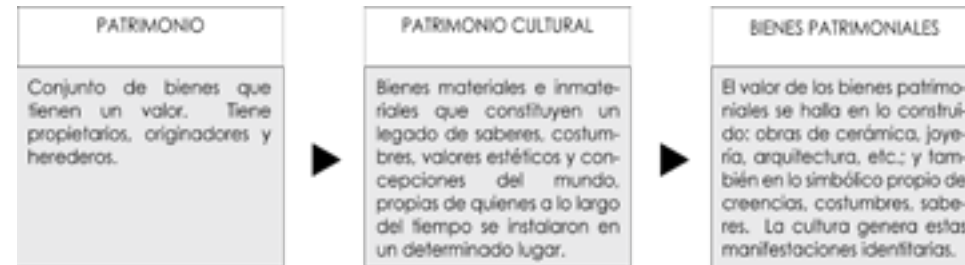 PATRIMONIO
Conjunto de bienes que
tienen un valor. Tiene
propietarios, originadores y
herederos.
PATRIMONIO CULTURAL
Bienes materiales e inmate-
riales que constituyen un
legado de saberes, costum-
bres, valores estéticos y con-
cepciones del mundo,
propias de quienes a lo largo
del tiempo se instalaron en
un determinado lugar.
BIENES PATRIMONIALES
El valor de los bienes patrimo-
niales se halla en lo construi-
do: obras de cerámica, joye-
ría, arquitectura, etc.; y tam-
bién en lo simbólico propio de
creencias, costumbres, sabe-
res. La cultura genera estas
manifestaciones identitarias.